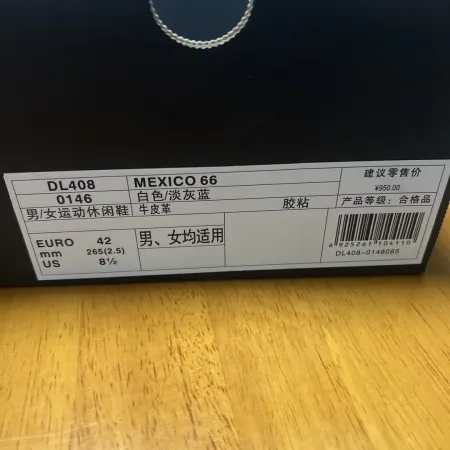 DL408
MEXICO 66
建议零售价
0146
白色/淡灰蓝
¥950.00
男/女运动休闲鞋
牛皮革
胶粘
产品等级：合格品
EURO 42
男、女均适用
mm 265(2.5)
US 8½
4925261104110
DL408-014608S